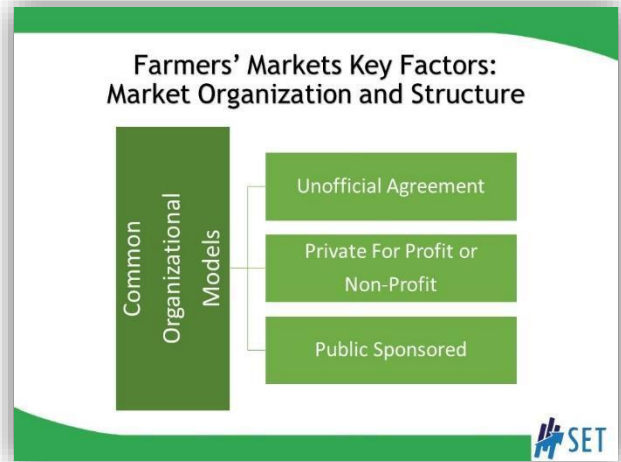 Farmers’ Markets Key Factors:
Market Organization and Structure
Common
Organizational
Models
Unofficial Agreement
Private For Profit or
Non-Profit
Public Sponsored
SET